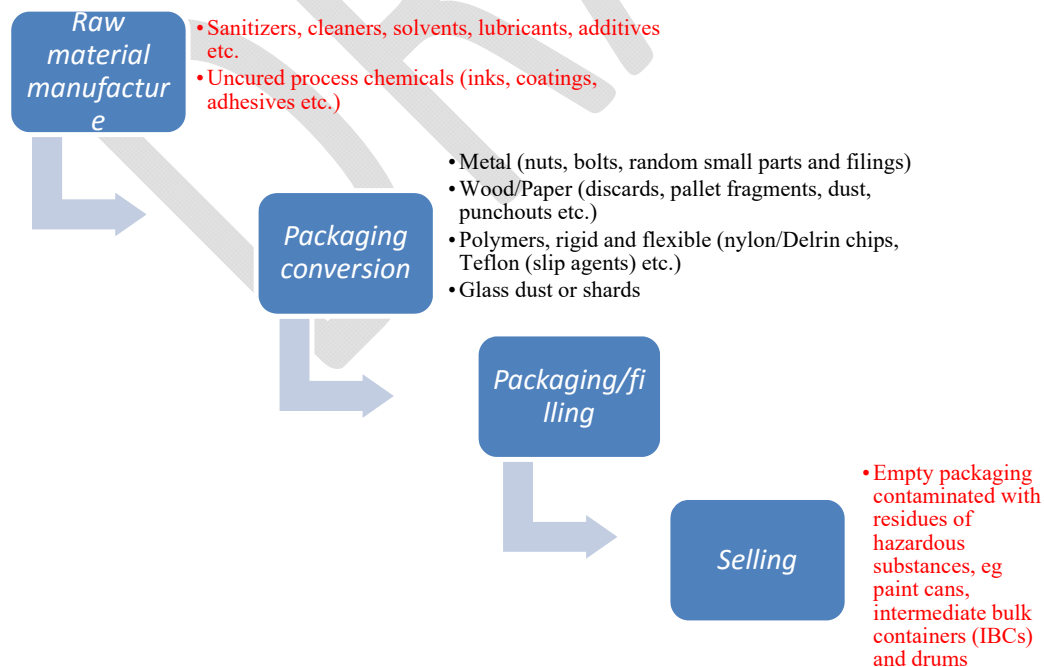 Raw
material
manufactur
e
• Sanitizers, cleaners, solvents, lubricants, additives
etc.
• Uncured process chemicals (inks, coatings,
adhesives etc.)
Packaging
conversion
• Metal (nuts, bolts, random small parts and filings)
• Wood/Paper (discards, pallet fragments, dust,
punchouts etc.)
• Polymers, rigid and flexible (nylon/Delrin chips,
Teflon (slip agents) etc.)
• Glass dust or shards
Packaging/fi
lling
Selling
• Empty packaging
contaminated with
residues of
hazardous
substances, eg
paint cans,
intermediate bulk
containers (IBCs)
and drums